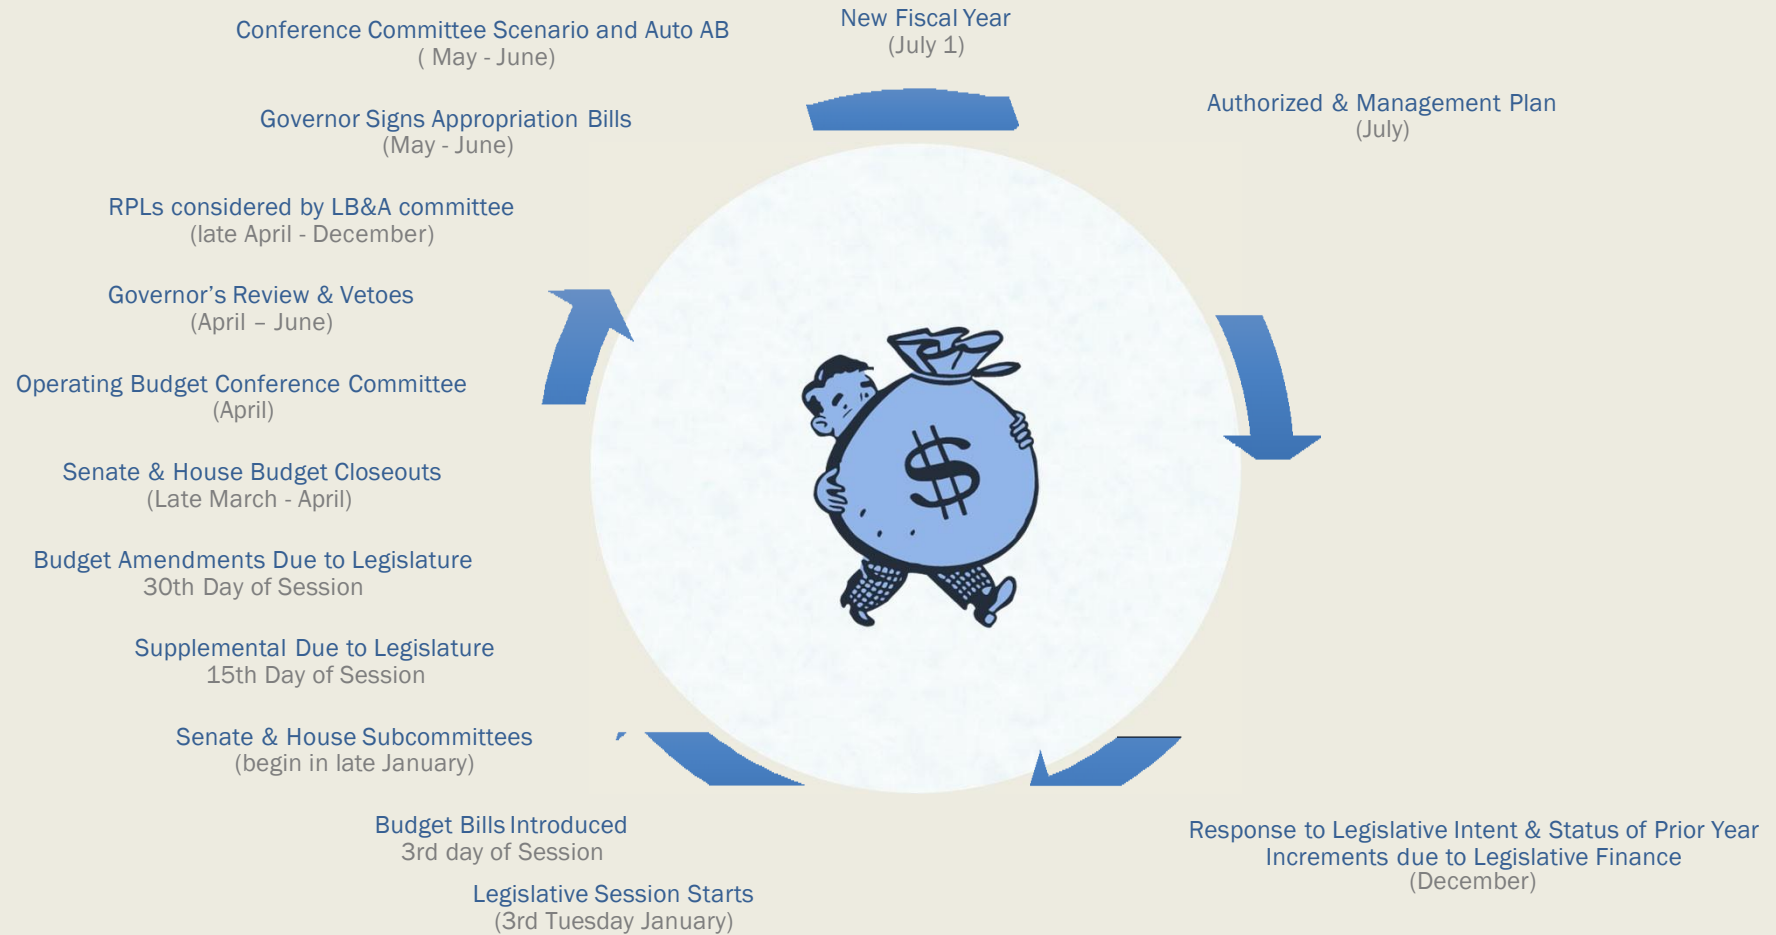 New Fiscal Year
(July 1)
Authorized & Management Plan
(July)
Response to Legislative Intent & Status of Prior Year
Increments due to Legislative Finance
(December)
Legislative Session Starts
(3rd Tuesday January)
Budget Bills Introduced
3rd day of Session
Senate & House Subcommittees
(begin in late January)
Supplemental Due to Legislature
15th Day of Session
Budget Amendments Due to Legislature
30th Day of Session
Senate & House Budget Closeouts
(Late March - April)
Operating Budget Conference Committee
(April)
Governor’s Review & Vetoes
(April – June)
RPLs considered by LB&A committee
(late April - December)
Governor Signs Appropriation Bills
(May - June)
Conference Committee Scenario and Auto AB
( May - June)
$